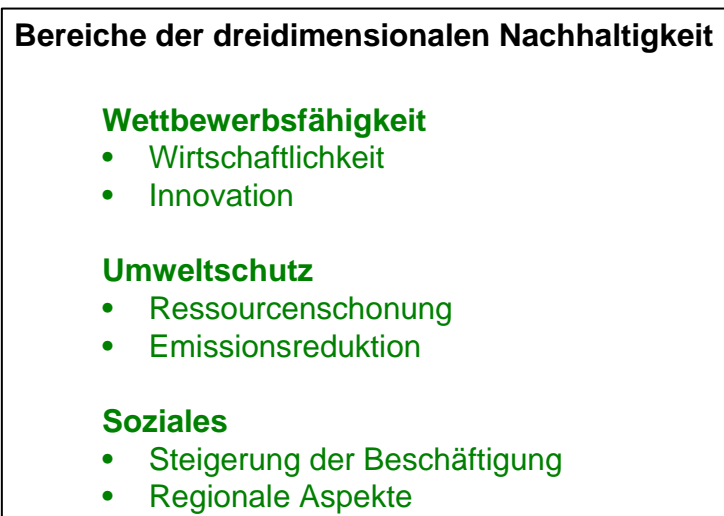 Bereiche der dreidimensionalen Nachhaltigkeit
Wettbewerbsfähigkeit
• Wirtschaftlichkeit
• Innovation
Umweltschutz
• Ressourcenschonung
• Emissionsreduktion
Soziales
• Steigerung der Beschäftigung
• Regionale Aspekte